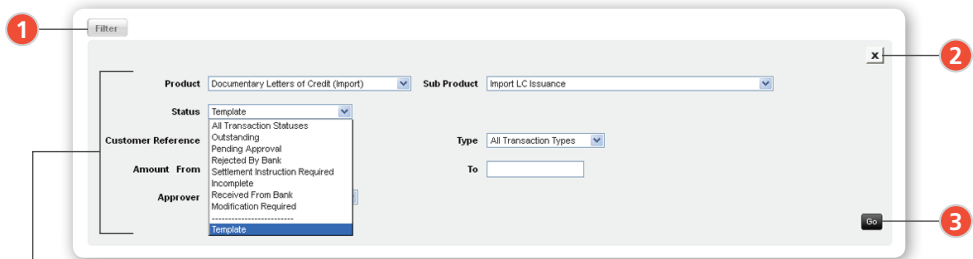 1
Filter
x
2
Product Documentary Letters of Credit (Import) Sub Product Import LC Issuance
Status Template
All Transaction Statuses
Outstanding
Customer Reference Pending Approval Type All Transaction Types
Rejected By Bank
Amount From Settlement Instruction Required To
Incomplete
Approver Received From Bank
Modification Required
-------------------------
Template
Go
3